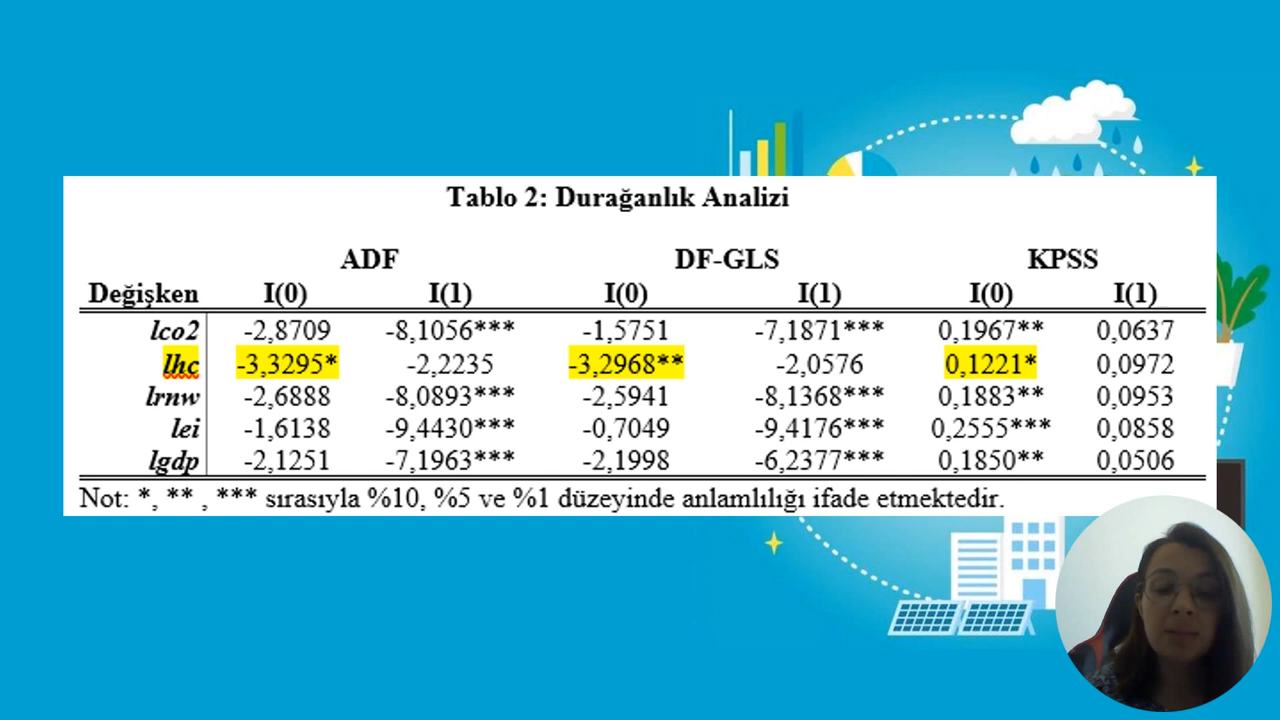 Tablo 2: Durağanlık Analizi
ADF DF-GLS KPSS
Değişken I(0) I(1) I(0) I(1) I(0) I(1)
lco2 -2,8709 -8,1056*** -1,5751 -7,1871*** 0,1967** 0,0637
lhc -3,3295* -2,2235 -3,2968** -2,0576 0,1221* 0,0972
lrnw -2,6888 -8,0893*** -2,5941 -8,1368*** 0,1883** 0,0953
lei -1,6138 -9,4430*** -0,7049 -9,4176*** 0,2555*** 0,0858
lgdp -2,1251 -7,1963*** -2,1998 -6,2377*** 0,1850** 0,0506
Not: *, ** , *** sırasıyla %10, %5 ve %1 düzeyinde anlamlılığı ifade etmektedir.